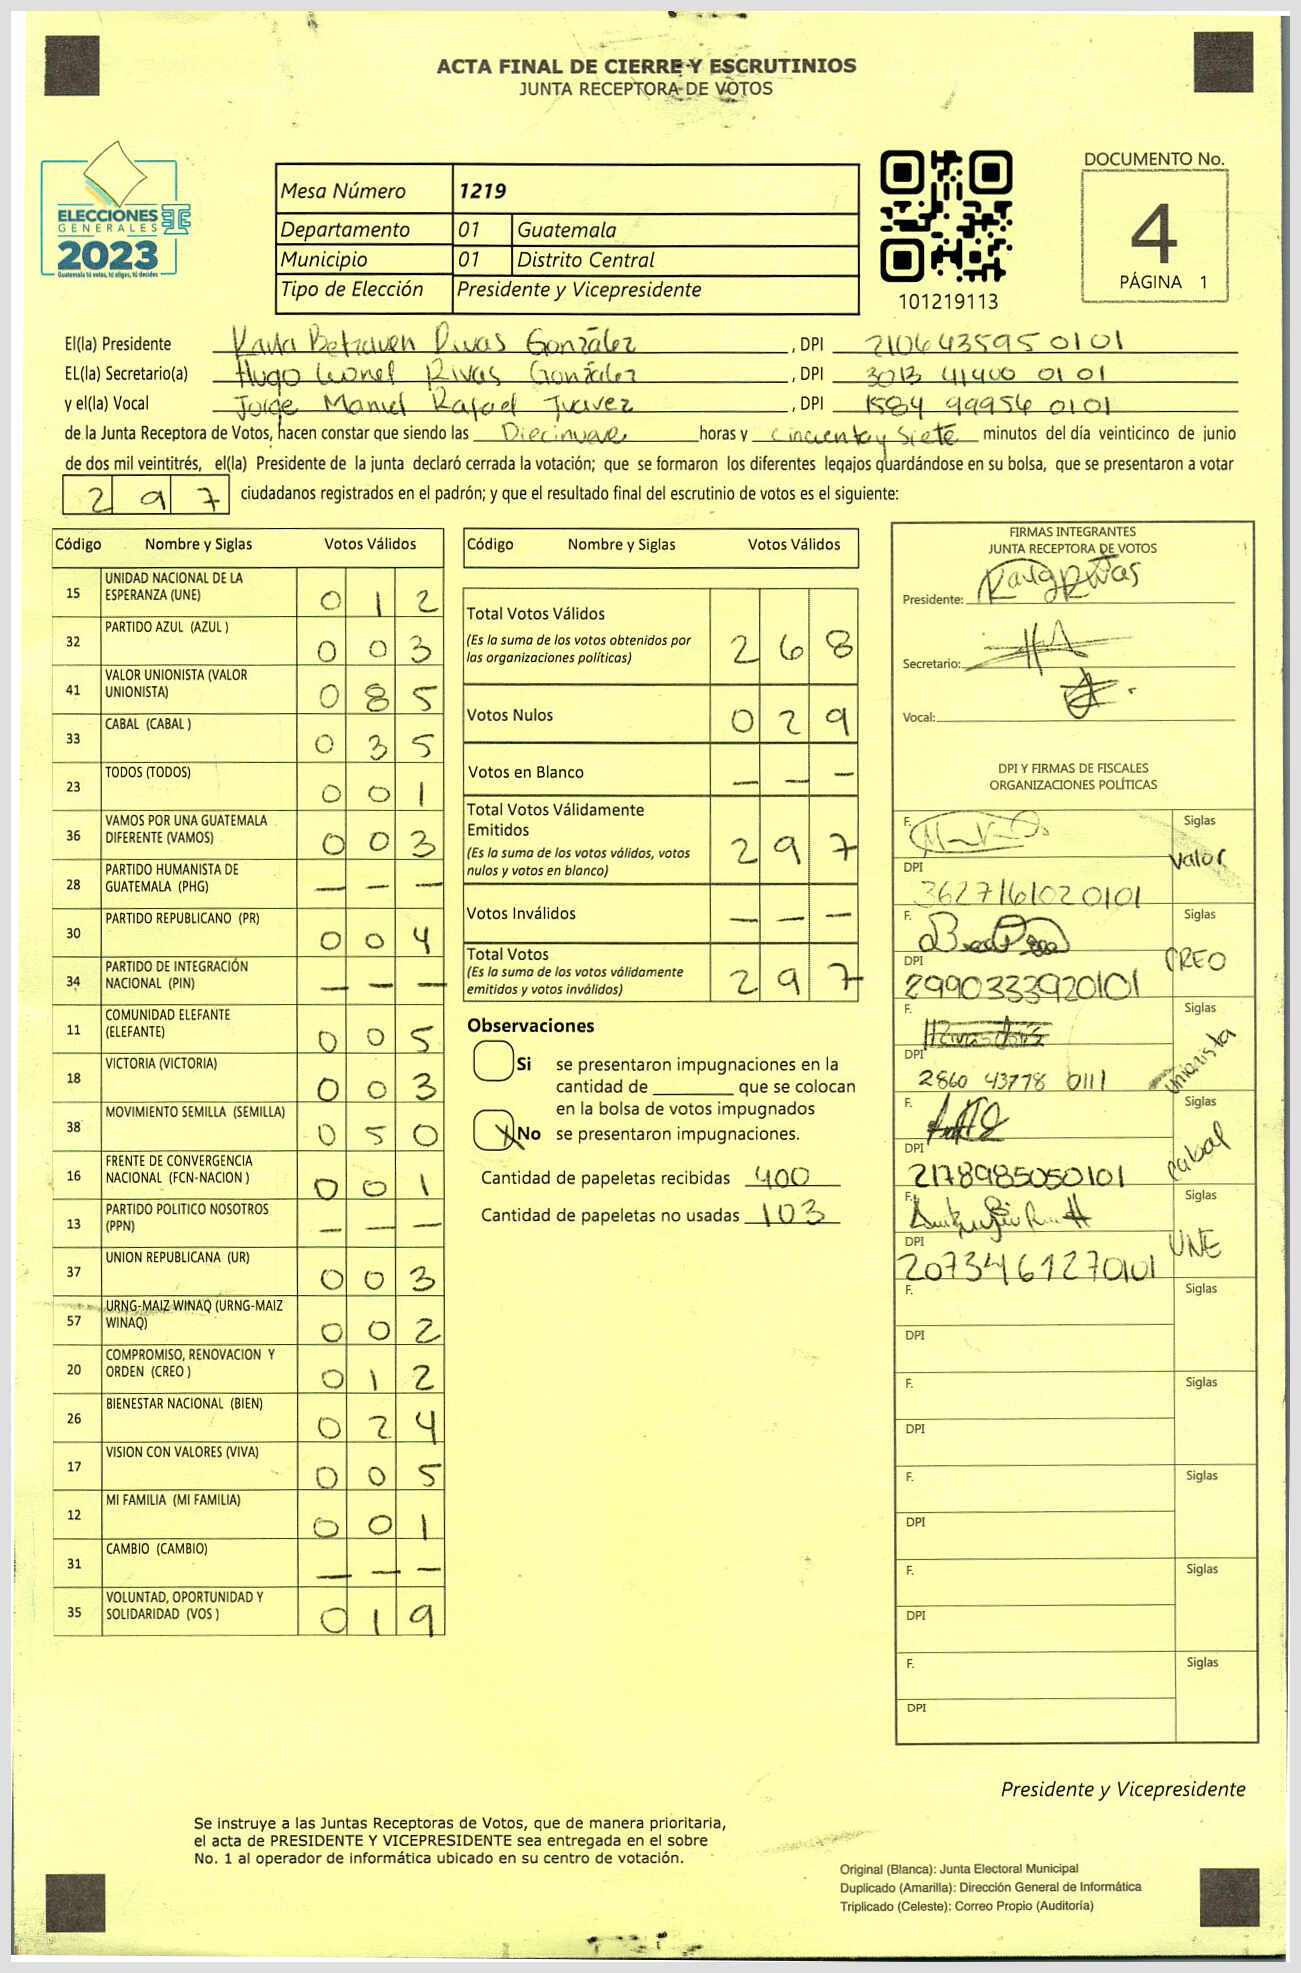 ACTA FINAL DE CIERRE Y ESCRUTINIOS
JUNTA RECEPTORA DE VOTOS
ELECCIONES
GENERALES
2023
Guatemala tú votas, tú eliges, tú decides
Mesa Número 1219
Departamento 01 Guatemala
Municipio 01 Distrito Central
Tipo de Elección Presidente y Vicepresidente
101219113
DOCUMENTO No.
4
PÁGINA 1
El(la) Presidente Rivas González , DPI 210643595 0101
EL(la) Secretario(a) Hugo Leonel Rivas González , DPI 3013 41400 01 01
y el(la) Vocal Jorge Manuel Rafael Juarez , DPI 1584 99956 0101
de la Junta Receptora de Votos, hacen constar que siendo las Diecinueve horas y cincuenta y siete minutos del día veinticinco de junio
de dos mil veintitrés, el(la) Presidente de la junta declaró cerrada la votación; que se formaron los diferentes legajos guardándose en su bolsa, que se presentaron a votar
297 ciudadanos registrados en el padrón; y que el resultado final del escrutinio de votos es el siguiente:
Código Nombre y Siglas Votos Válidos
15 UNIDAD NACIONAL DE LA ESPERANZA (UNE) 0 1 2
32 PARTIDO AZUL (AZUL ) 0 0 3
41 VALOR UNIONISTA (VALOR UNIONISTA) 0 8 5
33 CABAL (CABAL ) 0 3 5
23 TODOS (TODOS) 0 0 1
36 VAMOS POR UNA GUATEMALA DIFERENTE (VAMOS) 0 0 3
28 PARTIDO HUMANISTA DE GUATEMALA (PHG) — — —
30 PARTIDO REPUBLICANO (PR) 0 0 4
34 PARTIDO DE INTEGRACIÓN NACIONAL (PIN) — — —
11 COMUNIDAD ELEFANTE (ELEFANTE) 0 0 5
18 VICTORIA (VICTORIA) 0 0 3
38 MOVIMIENTO SEMILLA (SEMILLA) 0 5 0
16 FRENTE DE CONVERGENCIA NACIONAL (FCN-NACION ) 0 0 1
13 PARTIDO POLITICO NOSOTROS (PPN) — — —
37 UNION REPUBLICANA (UR) 0 0 3
57 URNG-MAIZ WINAQ (URNG-MAIZ WINAQ) 0 0 2
20 COMPROMISO, RENOVACION Y ORDEN (CREO ) 0 1 2
26 BIENESTAR NACIONAL (BIEN) 0 2 4
17 VISION CON VALORES (VIVA) 0 0 5
12 MI FAMILIA (MI FAMILIA) 0 0 1
31 CAMBIO (CAMBIO) — — —
35 VOLUNTAD, OPORTUNIDAD Y SOLIDARIDAD (VOS ) 0 1 9
Código Nombre y Siglas Votos Válidos
Total Votos Válidos 2 6 8
(Es la suma de los votos obtenidos por
las organizaciones políticas)
Votos Nulos 0 2 9
Votos en Blanco — — —
Total Votos Válidamente
Emitidos 2 9 7
(Es la suma de los votos válidos, votos
nulos y votos en blanco)
Votos Inválidos — — —
Total Votos 2 9 7
(Es la suma de los votos válidamente
emitidos y votos inválidos)
Observaciones
Si se presentaron impugnaciones en la
cantidad de ________ que se colocan
en la bolsa de votos impugnados
X No se presentaron impugnaciones.
Cantidad de papeletas recibidas 400
Cantidad de papeletas no usadas 103
FIRMAS INTEGRANTES
JUNTA RECEPTORA DE VOTOS
Presidente:
Secretario:
Vocal:
DPI Y FIRMAS DE FISCALES
ORGANIZACIONES POLÍTICAS
F. Siglas
Valor
DPI
3627161020101
F. Siglas
CREO
DPI
2990333920101
F. Siglas
Unionista
DPI
2860 43778 0111
F. Siglas
Cabal
DPI
2178985050101
F. Siglas
UNE
DPI
2073461270101
F. Siglas
DPI
F. Siglas
DPI
F. Siglas
DPI
F. Siglas
DPI
F. Siglas
DPI
Presidente y Vicepresidente
Se instruye a las Juntas Receptoras de Votos, que de manera prioritaria,
el acta de PRESIDENTE Y VICEPRESIDENTE sea entregada en el sobre
No. 1 al operador de informática ubicado en su centro de votación.
Original (Blanca): Junta Electoral Municipal
Duplicado (Amarilla): Dirección General de Informática
Triplicado (Celeste): Correo Propio (Auditoría)